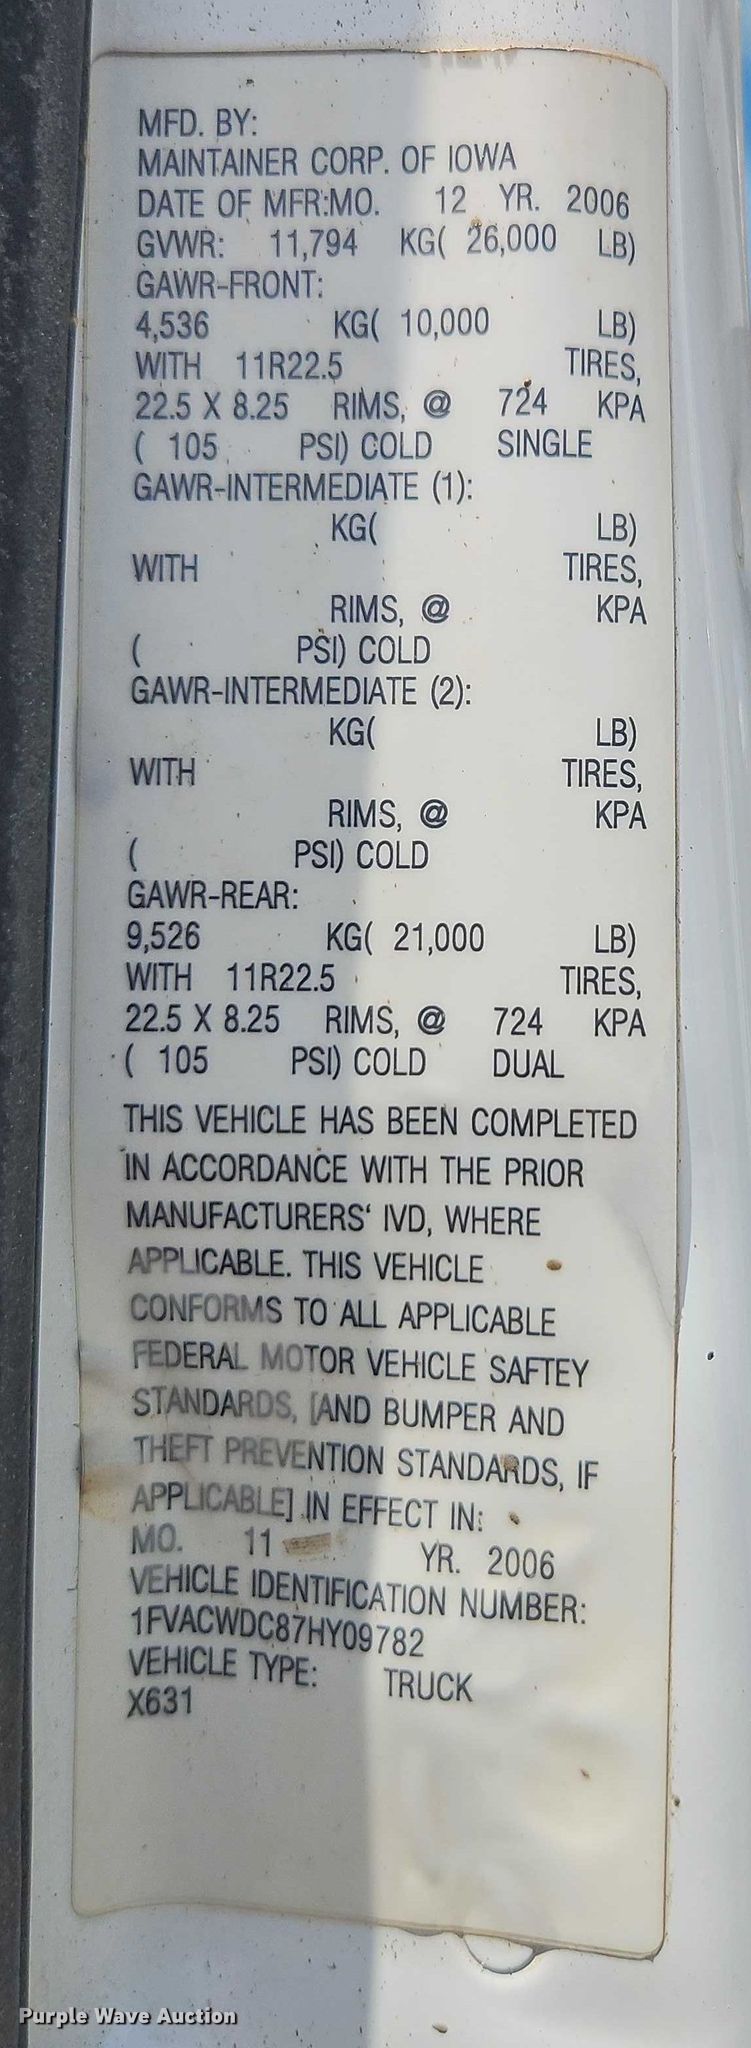 MFD. BY:
MAINTAINER CORP. OF IOWA
DATE OF MFR:MO. 12 YR. 2006
GVWR: 11,794 KG( 26,000 LB)
GAWR-FRONT:
4,536 KG( 10,000 LB)
WITH 11R22.5 TIRES,
22.5 X 8.25 RIMS, @ 724 KPA
( 105 PSI) COLD SINGLE
GAWR-INTERMEDIATE (1):
KG( LB)
WITH TIRES,
RIMS, @ KPA
( PSI) COLD
GAWR-INTERMEDIATE (2):
KG( LB)
WITH TIRES,
RIMS, @ KPA
( PSI) COLD
GAWR-REAR:
9,526 KG( 21,000 LB)
WITH 11R22.5 TIRES,
22.5 X 8.25 RIMS, @ 724 KPA
( 105 PSI) COLD DUAL
THIS VEHICLE HAS BEEN COMPLETED
IN ACCORDANCE WITH THE PRIOR
MANUFACTURERS' IVD, WHERE
APPLICABLE. THIS VEHICLE
CONFORMS TO ALL APPLICABLE
FEDERAL MOTOR VEHICLE SAFTEY
STANDARDS, [AND BUMPER AND
THEFT PREVENTION STANDARDS, IF
APPLICABLE] IN EFFECT IN:
MO. 11 YR. 2006
VEHICLE IDENTIFICATION NUMBER:
1FVACWDC87HY09782
VEHICLE TYPE: TRUCK
X631
Purple Wave Auction